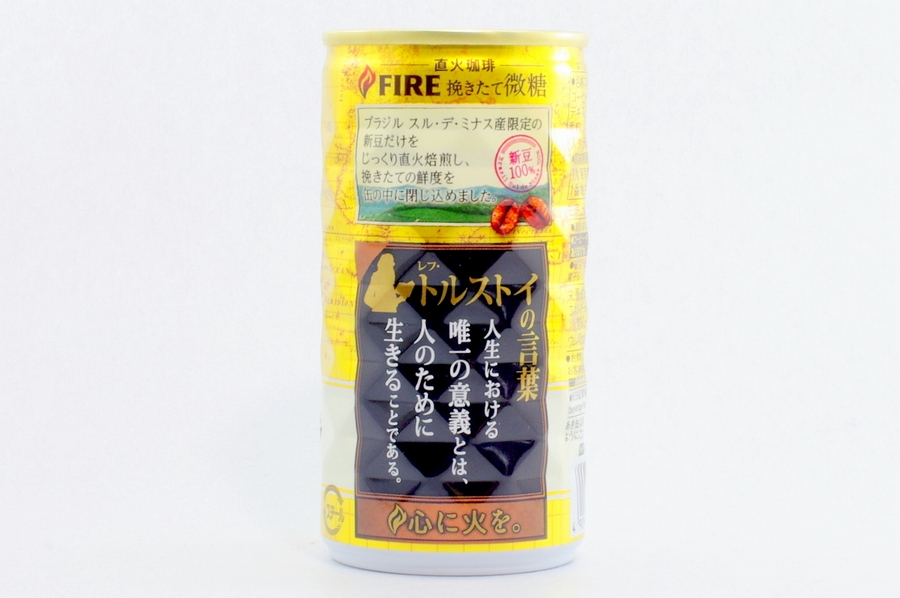 直火珈琲
FIRE 挽きたて微糖
ブラジル スル・デ・ミナス産限定の
新豆だけを
じっくり直火焙煎し、
挽きたての鮮度を
缶の中に閉じ込めました。
新豆
100%
レフ・
トルストイの言葉
人生における
唯一の意義とは、
人のために
生きることである。
心に火を。
スチール